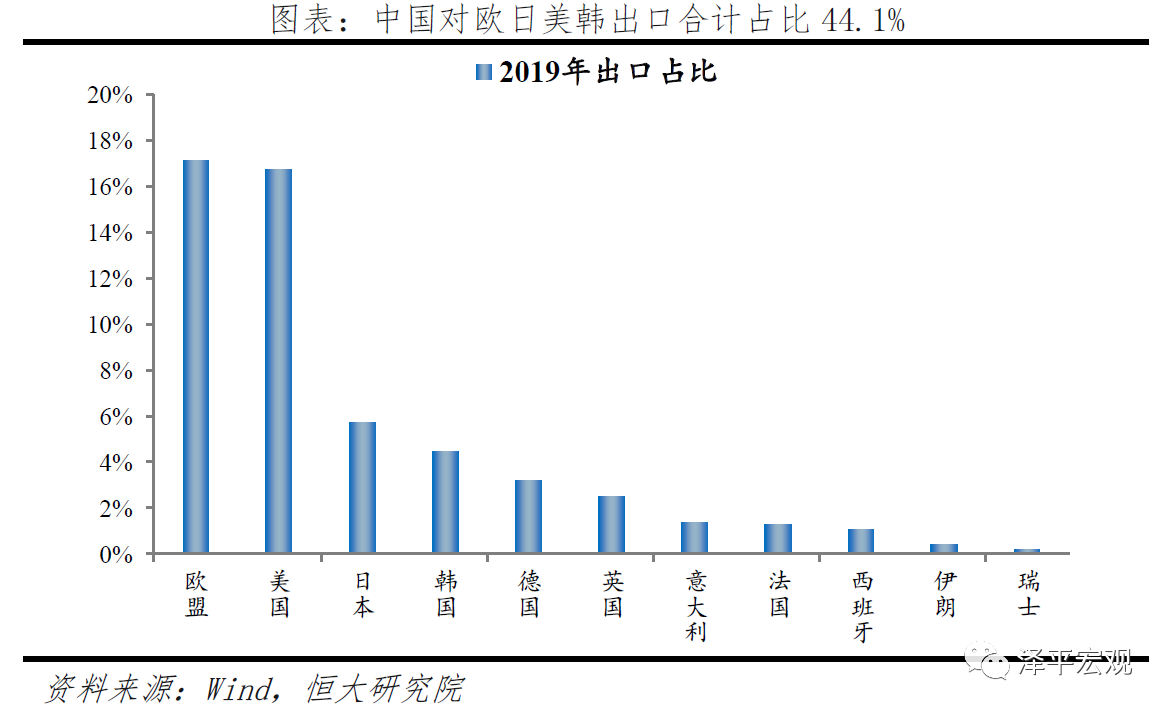 图表：中国对欧日美韩出口合计占比44.1%
2019年出口占比
20%
18%
16%
14%
12%
10%
8%
6%
4%
2%
0%
欧盟
美国
日本
韩国
德国
英国
意大利
法国
西班牙
伊朗
瑞士
泽平宏观
资料来源：Wind，恒大研究院